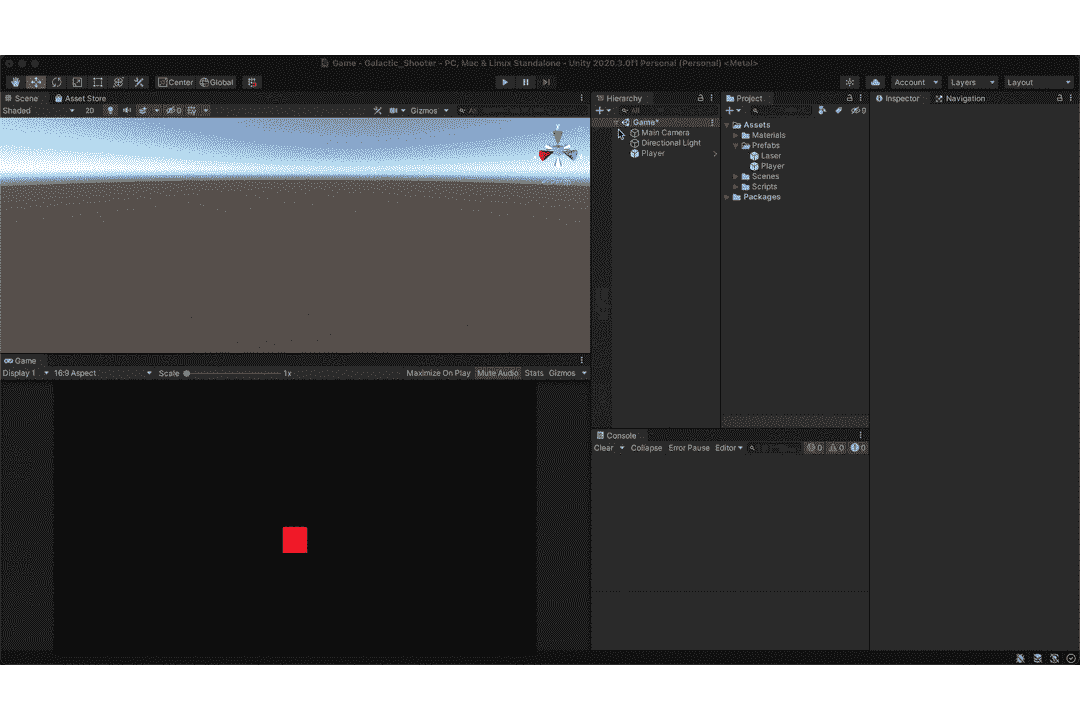 Game - Galactic_Shooter - PC, Mac & Linux Standalone - Unity 2020.3.0f1 Personal (Personal) <Metal>
Center Global Account Layers Layout
Scene Asset Store
Shaded 2D 0 Gizmos All
Hierarchy
All
Game*
Main Camera
Directional Light
Player
Project
9
Assets
Materials
Prefabs
Laser
Player
Scenes
Scripts
Packages
Inspector Navigation
Game
Display 1 16:9 Aspect Scale 1x Maximize On Play Mute Audio Stats Gizmos
Console
Clear Collapse Error Pause Editor 0 0 0